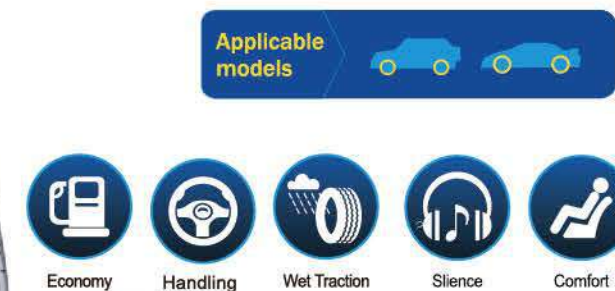 Applicable
models
Economy
Handling
Wet Traction
Slience
Comfort